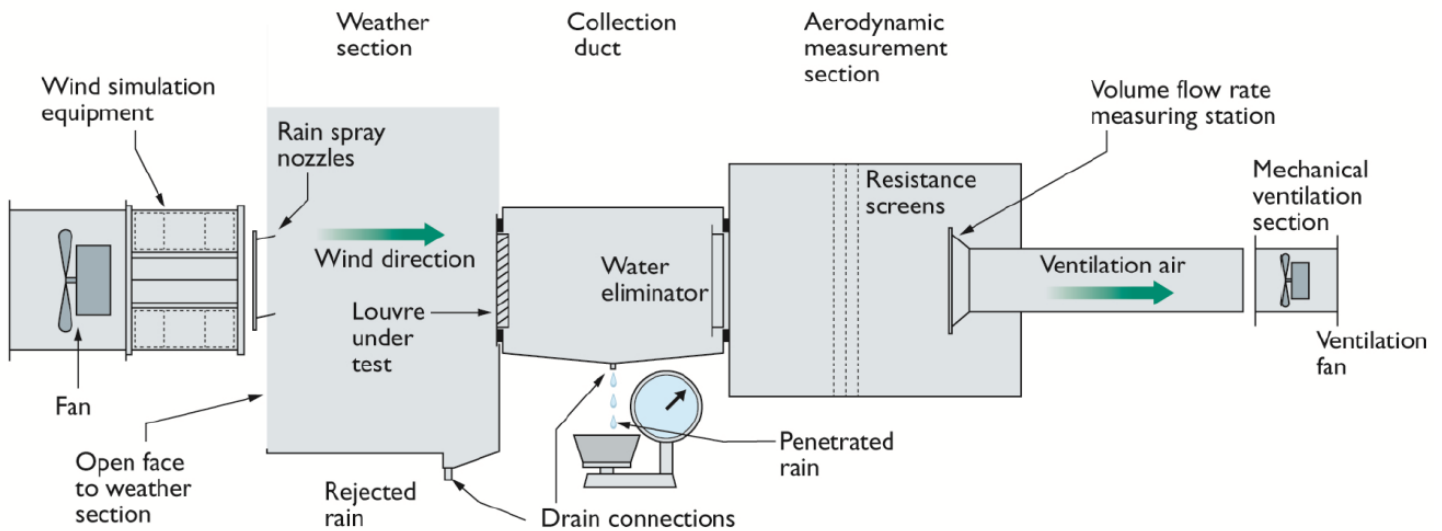 Weather
section
Collection
duct
Aerodynamic
measurement
section
Wind simulation
equipment
Rain spray
nozzles
Volume flow rate
measuring station
Mechanical
ventilation
section
Resistance
screens
Wind direction
Water
eliminator
Ventilation air
Louvre
under
test
Ventilation
fan
Fan
Penetrated
rain
Open face
to weather
section
Rejected
rain
Drain connections